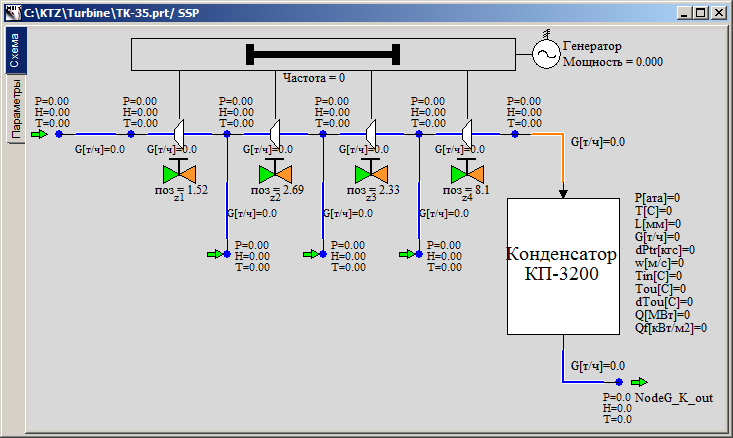 C:\KTZ\Turbine\TK-35.prt/ SSP
Схема
Параметры
Генератор
Мощность = 0.000
Частота = 0
P=0.00 P=0.00 P=0.00 P=0.00 P=0.00 P=0.00
H=0.00 H=0.00 H=0.00 H=0.00 H=0.00 H=0.00
T=0.00 T=0.00 T=0.00 T=0.00 T=0.00 T=0.00
G[т/ч]=0.0 G[т/ч]=0.0 G[т/ч]=0.0 G[т/ч]=0.0 G[т/ч]=0.0 G[т/ч]=0.0
поз = 1.52 поз = 2.69 поз = 2.33 поз = 8.1
z1 z2 z3 z4
G[т/ч]=0.0 G[т/ч]=0.0 G[т/ч]=0.0
P=0.00 P=0.00 P=0.00
H=0.00 H=0.00 H=0.00
T=0.00 T=0.00 T=0.00
Конденсатор
КП-3200
P[ата]=0
T[C]=0
L[мм]=0
G[т/ч]=0
dPtr[кгс]=0
w[м/с]=0
Tin[C]=0
Tou[C]=0
dTou[C]=0
Q[МВт]=0
Qf[кВт/м2]=0
G[т/ч]=0.0
P=0.0 NodeG_K_out
H=0.0
T=0.0